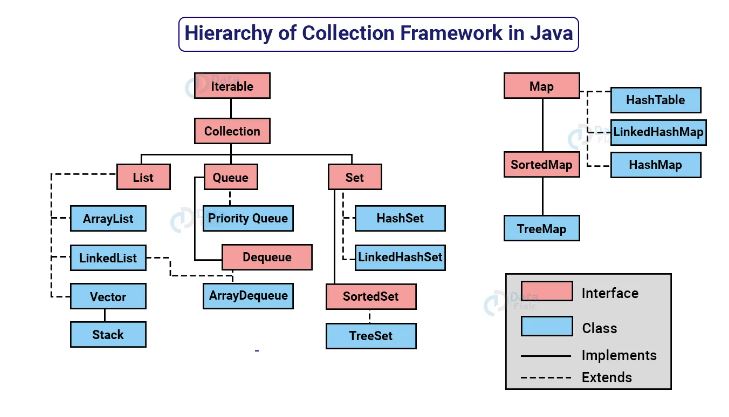 Hierarchy of Collection Framework in Java
Iterable
Collection
List
Queue
Set
ArrayList
Priority Queue
HashSet
LinkedList
Dequeue
LinkedHashSet
Vector
ArrayDequeue
SortedSet
Stack
TreeSet
Map
HashTable
LinkedHashMap
SortedMap
HashMap
TreeMap
Interface
Class
Implements
Extends